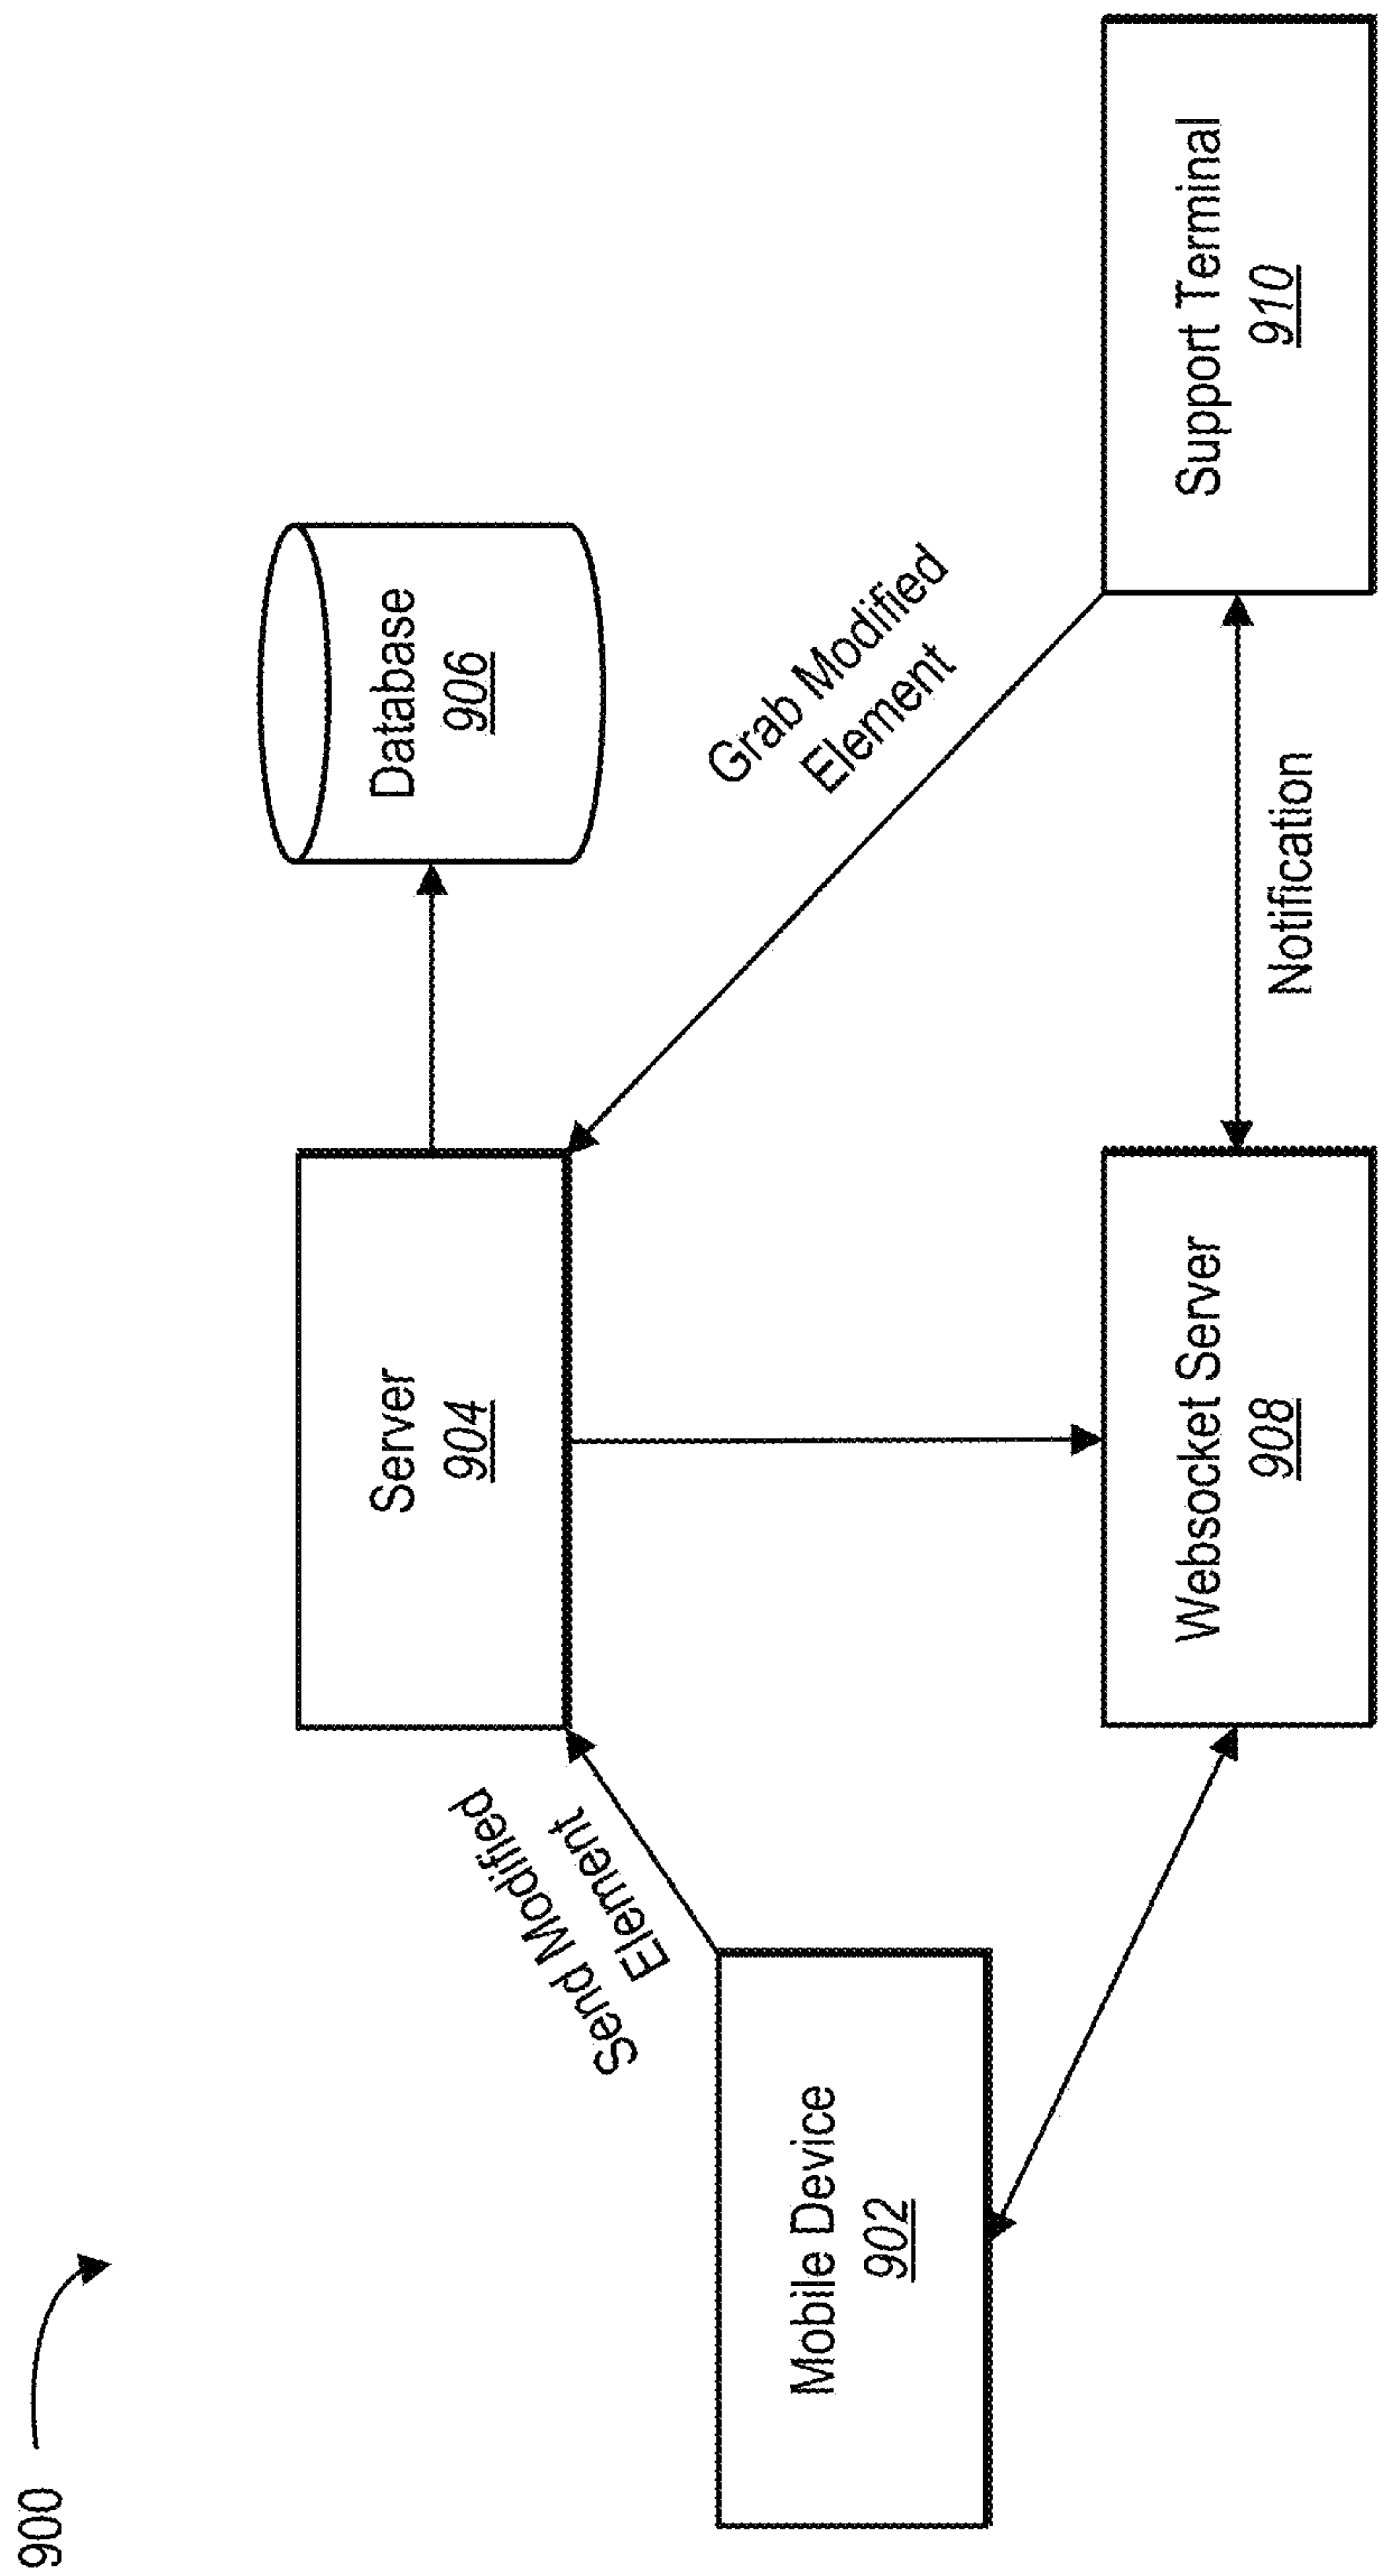 900
Server
904
Database
906
Send Modified
Element
Grab Modified
Element
Mobile Device
902
Websocket Server
908
Notification
Support Terminal
910